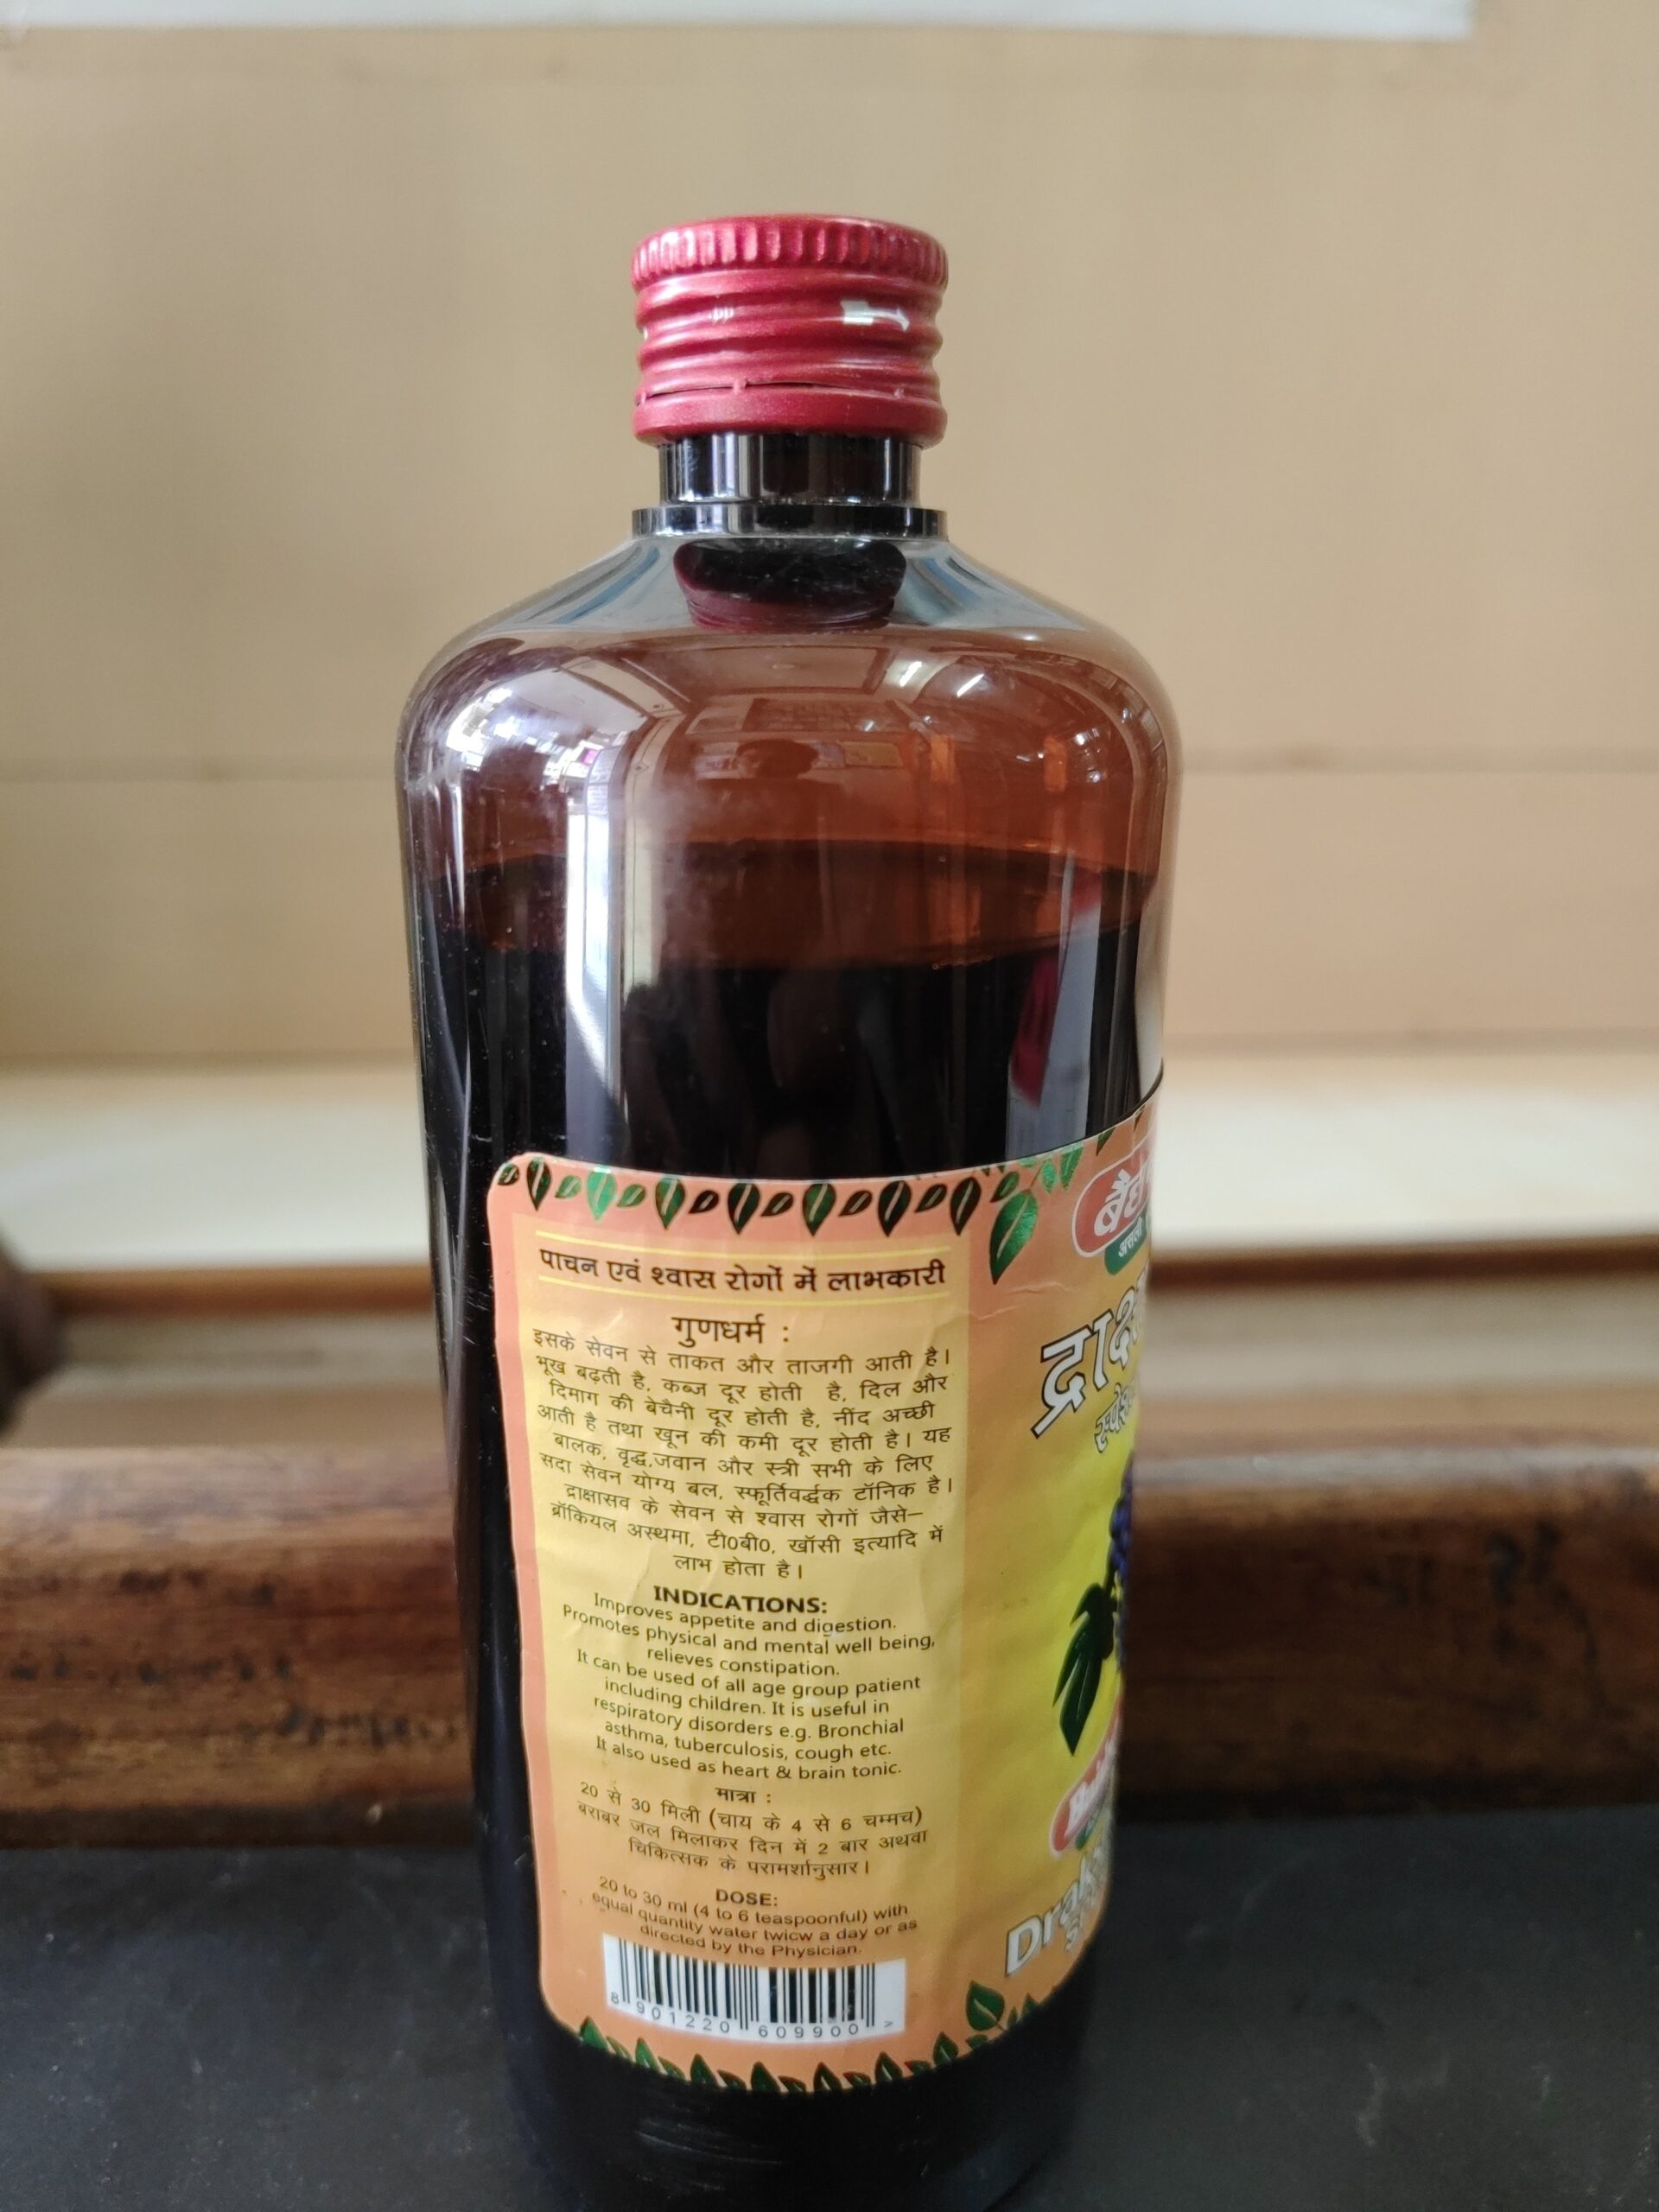 पाचन एवं श्वास रोगों में लाभकारी
गुणधर्म :
इसके सेवन से ताकत और ताजगी आती है।
भूख बढ़ती है, कब्ज दूर होती है, दिल और
दिमाग की बेचैनी दूर होती है, नींद अच्छी
आती है तथा खून की कमी दूर होती है। यह
बालक, वृद्ध,जवान और स्त्री सभी के लिए
सदा सेवन योग्य बल, स्फूर्तिवर्द्धक टॉनिक है।
द्राक्षासव के सेवन से श्वास रोगों जैसे–
ब्रॉकियल अस्थमा, टी0बी0, खॉसी इत्यादि में
लाभ होता है।
INDICATIONS:
Improves appetite and digestion.
Promotes physical and mental well being,
relieves constipation.
It can be used of all age group patient
including children. It is useful in
respiratory disorders e.g. Bronchial
asthma, tuberculosis, cough etc.
It also used as heart & brain tonic.
मात्रा :
20 से 30 मिली (चाय के 4 से 6 चम्मच)
बराबर जल मिलाकर दिन में 2 बार अथवा
चिकित्सक के परामर्शानुसार।
DOSE:
20 to 30 ml (4 to 6 teaspoonful) with
equal quantity water twicw a day or as
directed by the Physician.
8 901220 609900 >
असली